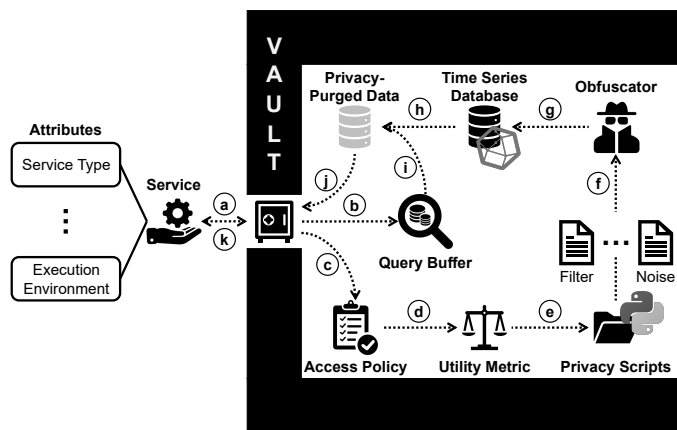 V
A
U
L
T
Privacy-
Purged Data
Time Series
Database
Obfuscator
h
g
Attributes
Service Type
Service
j
i
f
a
b
k
Query Buffer
⋮
...
Filter
Noise
Execution
Environment
c
d
e
Access Policy
Utility Metric
Privacy Scripts